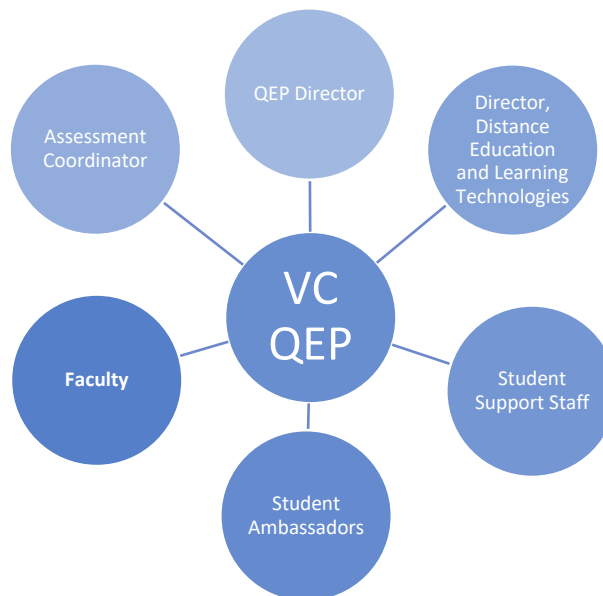 QEP Director
Director,
Distance
Education
and Learning
Technologies
Assessment
Coordinator
VC
QEP
Faculty
Student
Support Staff
Student
Ambassadors